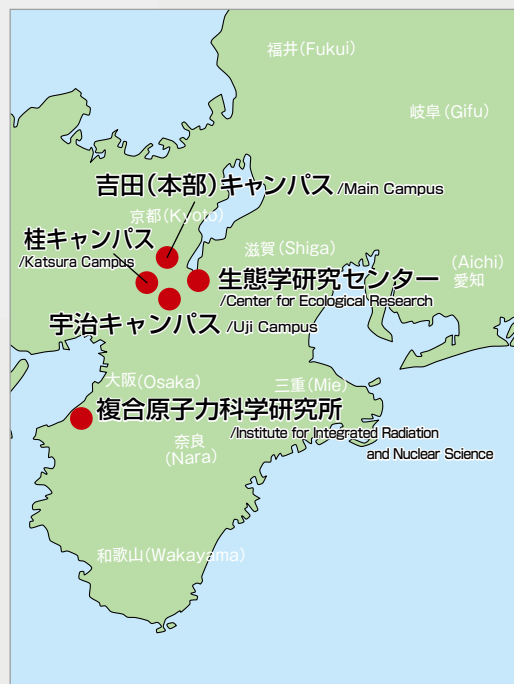 福井(Fukui)
岐阜(Gifu)
吉田(本部)キャンパス/Main Campus
京都(Kyoto)
桂キャンパス
/Katsura Campus
滋賀(Shiga)
(Aichi)
愛知
生態学研究センター
/Center for Ecological Research
宇治キャンパス/Uji Campus
大阪(Osaka)
三重(Mie)
複合原子力科学研究所
/Institute for Integrated Radiation
and Nuclear Science
奈良
(Nara)
和歌山(Wakayama)